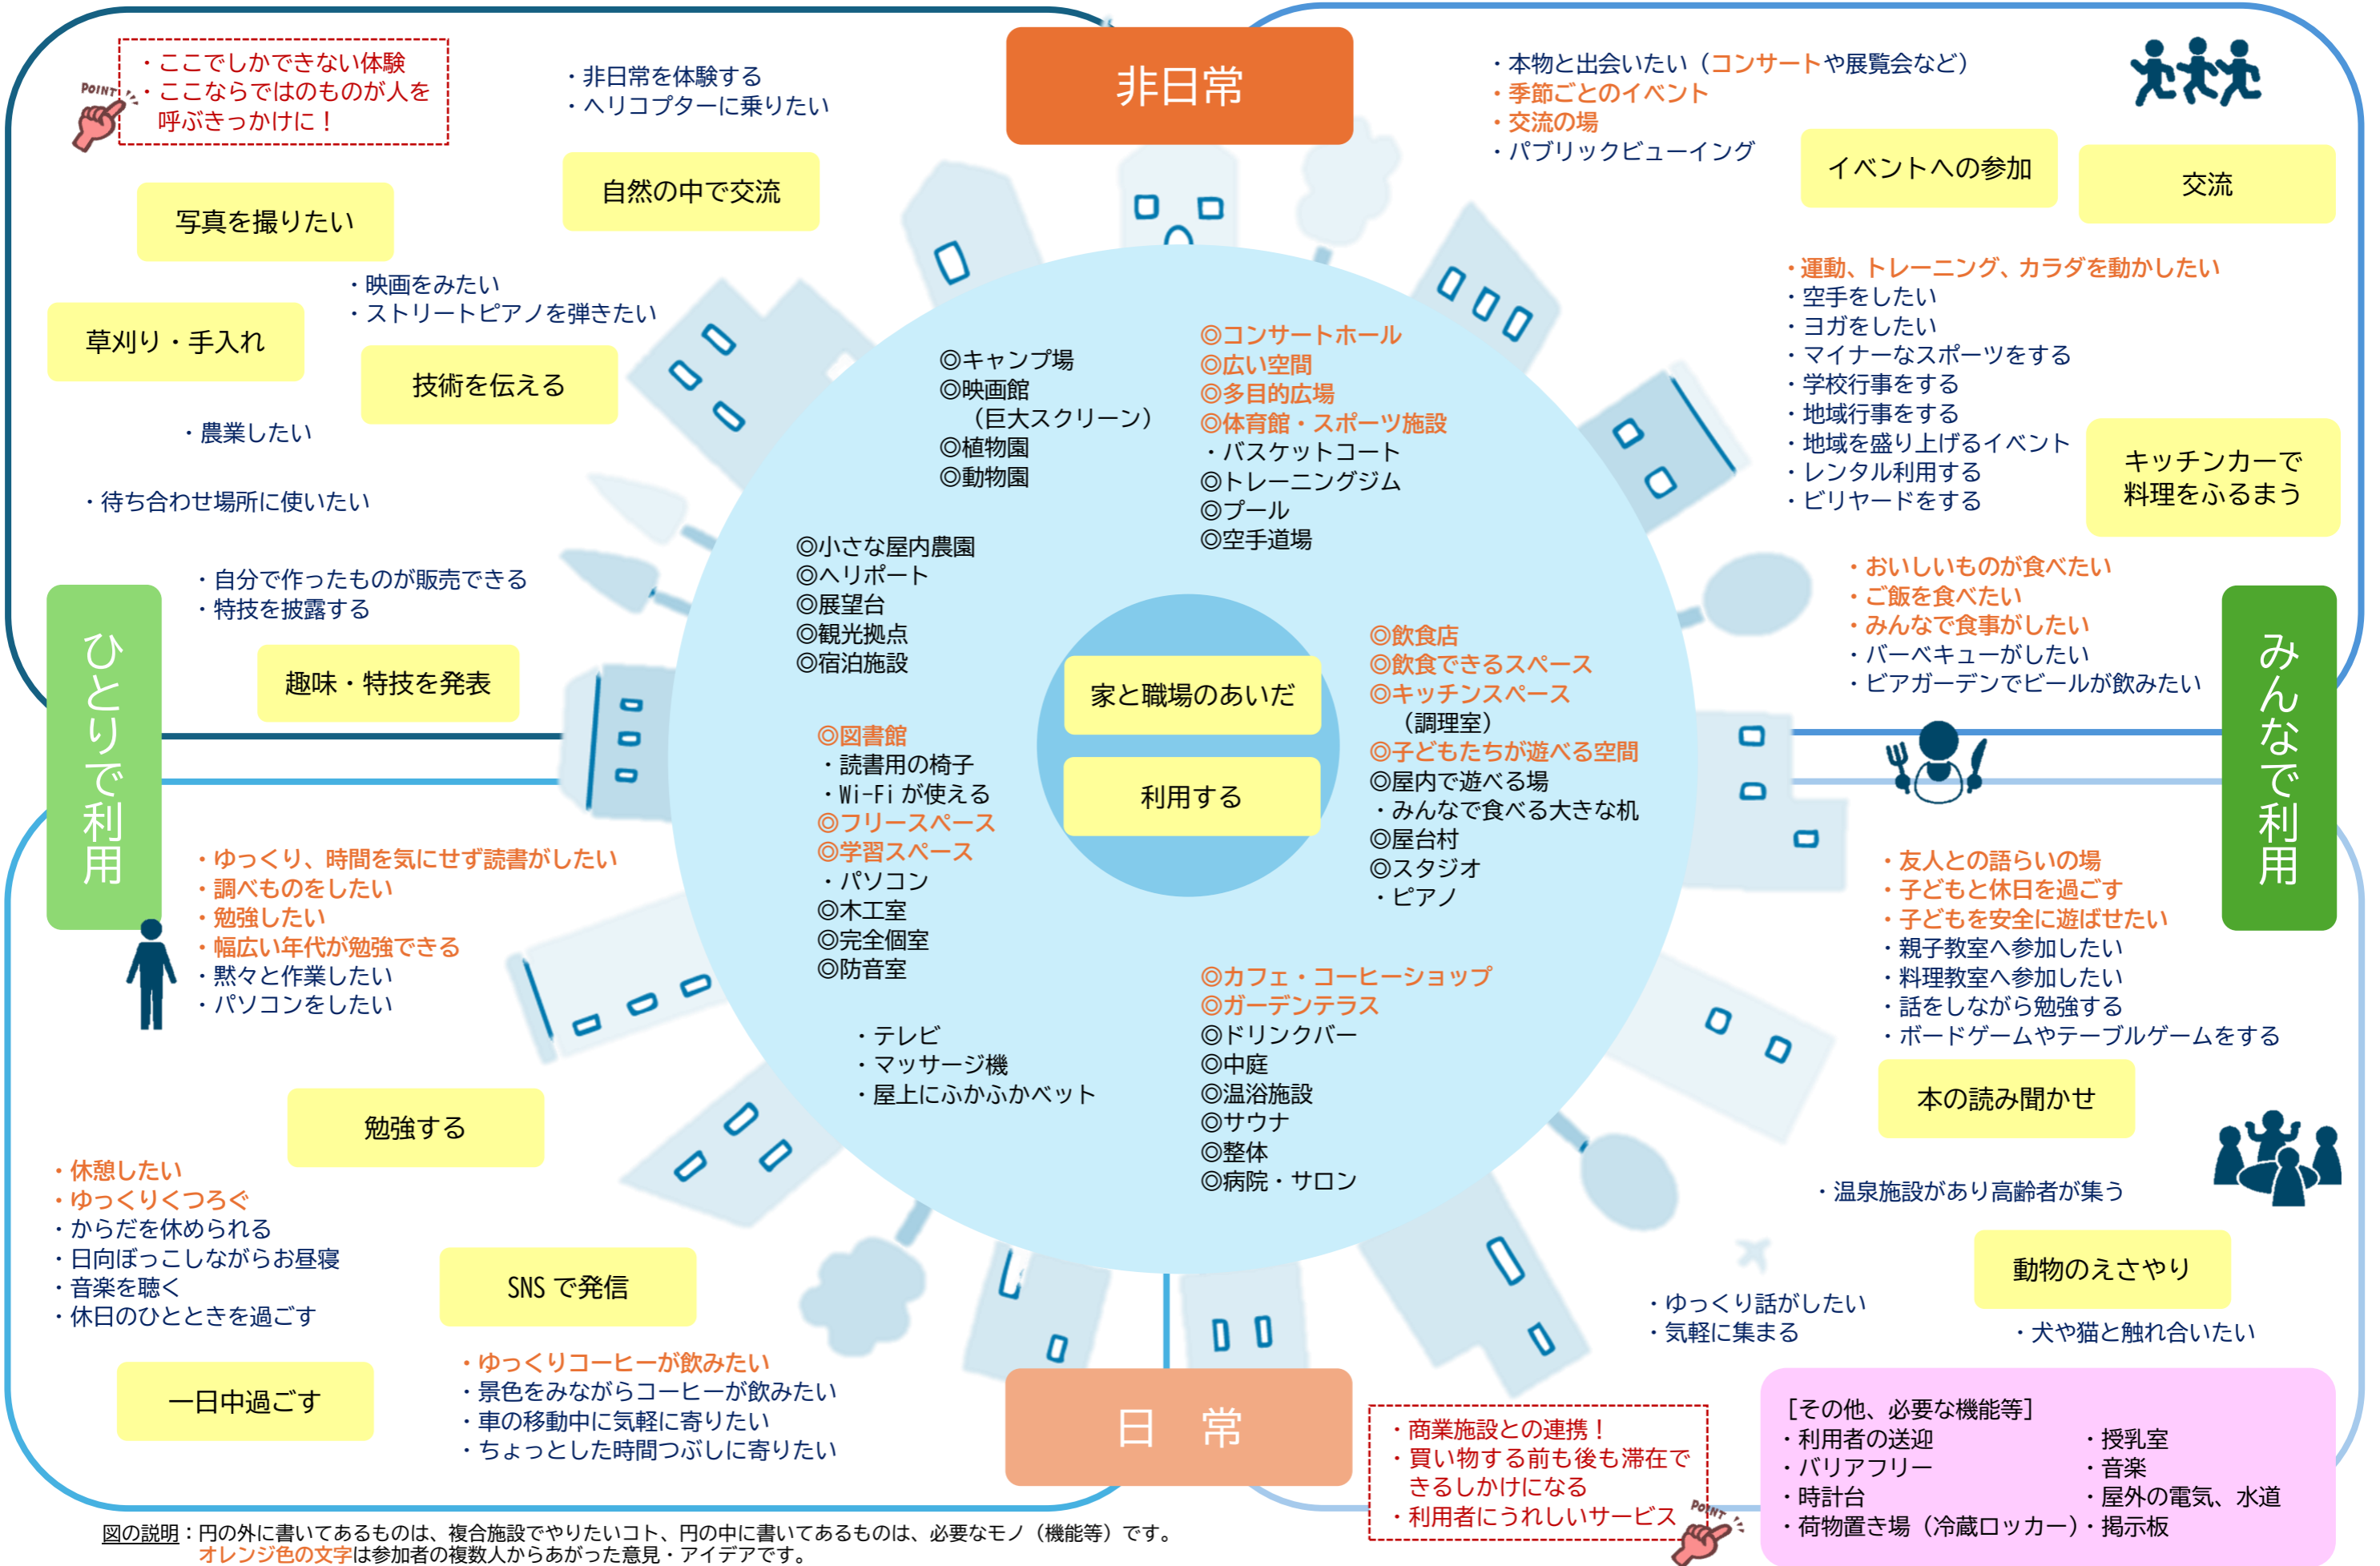 非日常
・ここでしかできない体験
・ここならではのものが人を
呼ぶきっかけに！
POINT
・非日常を体験する
・ヘリコプターに乗りたい
自然の中で交流
写真を撮りたい
・映画をみたい
・ストリートピアノを弾きたい
草刈り・手入れ
技術を伝える
・農業したい
・待ち合わせ場所に使いたい
・自分で作ったものが販売できる
・特技を披露する
趣味・特技を発表
・本物と出会いたい（コンサートや展覧会など）
・季節ごとのイベント
・交流の場
・パブリックビューイング
イベントへの参加
交流
・運動、トレーニング、カラダを動かしたい
・空手をしたい
・ヨガをしたい
・マイナーなスポーツをする
・学校行事をする
・地域行事をする
・地域を盛り上げるイベント
・レンタル利用する
・ビリヤードをする
キッチンカーで
料理をふるまう
・おいしいものが食べたい
・ご飯を食べたい
・みんなで食事がしたい
・バーベキューがしたい
・ビアガーデンでビールが飲みたい
ひとりで利用
みんなで利用
◎キャンプ場
◎映画館
（巨大スクリーン）
◎植物園
◎動物園
◎コンサートホール
◎広い空間
◎多目的広場
◎体育館・スポーツ施設
・バスケットコート
◎トレーニングジム
◎プール
◎空手道場
◎小さな屋内農園
◎ヘリポート
◎展望台
◎観光拠点
◎宿泊施設
家と職場のあいだ
利用する
◎飲食店
◎飲食できるスペース
◎キッチンスペース
（調理室）
◎子どもたちが遊べる空間
◎屋内で遊べる場
・みんなで食べる大きな机
◎屋台村
◎スタジオ
・ピアノ
◎図書館
・読書用の椅子
・Wi-Fi が使える
◎フリースペース
◎学習スペース
・パソコン
◎木工室
◎完全個室
◎防音室
・テレビ
・マッサージ機
・屋上にふかふかベット
◎カフェ・コーヒーショップ
◎ガーデンテラス
◎ドリンクバー
◎中庭
◎温浴施設
◎サウナ
◎整体
◎病院・サロン
・ゆっくり、時間を気にせず読書がしたい
・調べものをしたい
・勉強したい
・幅広い年代が勉強できる
・黙々と作業したい
・パソコンをしたい
勉強する
・休憩したい
・ゆっくりくつろぐ
・からだを休められる
・日向ぼっこしながらお昼寝
・音楽を聴く
・休日のひとときを過ごす
SNS で発信
一日中過ごす
・ゆっくりコーヒーが飲みたい
・景色をみながらコーヒーが飲みたい
・車の移動中に気軽に寄りたい
・ちょっとした時間つぶしに寄りたい
・友人との語らいの場
・子どもと休日を過ごす
・子どもを安全に遊ばせたい
・親子教室へ参加したい
・料理教室へ参加したい
・話をしながら勉強する
・ボードゲームやテーブルゲームをする
本の読み聞かせ
・温泉施設があり高齢者が集う
動物のえさやり
・ゆっくり話がしたい
・気軽に集まる
・犬や猫と触れ合いたい
日 常
・商業施設との連携！
・買い物する前も後も滞在で
きるしかけになる
・利用者にうれしいサービス
POINT
［その他、必要な機能等］
・利用者の送迎
・バリアフリー
・時計台
・荷物置き場（冷蔵ロッカー）
・授乳室
・音楽
・屋外の電気、水道
・掲示板
図の説明：円の外に書いてあるものは、複合施設でやりたいコト、円の中に書いてあるものは、必要なモノ（機能等）です。
オレンジ色の文字は参加者の複数人からあがった意見・アイデアです。